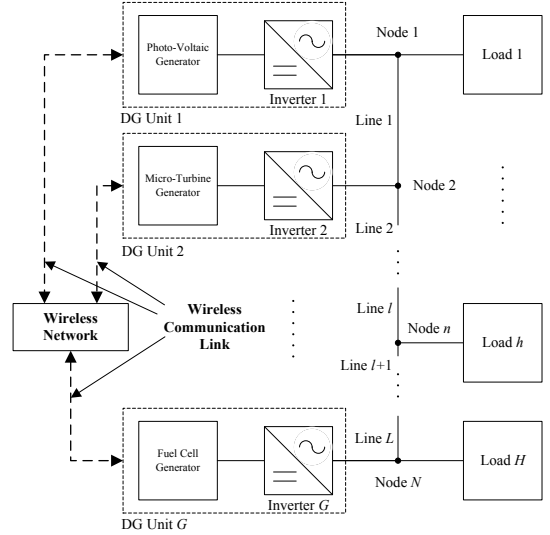 Photo-Voltaic
Generator
Inverter 1
DG Unit 1
Node 1
Load 1
Line 1
Micro-Turbine
Generator
Inverter 2
DG Unit 2
Node 2
Line 2
Wireless
Network
Wireless
Communication
Link
Line l
Node n
Load h
Line l+1
Fuel Cell
Generator
Inverter G
DG Unit G
Line L
Node N
Load H